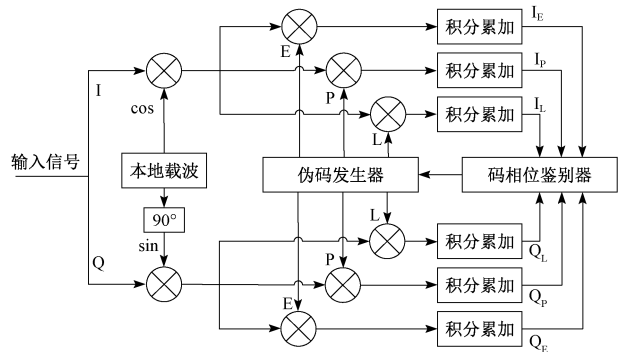 E
积分累加
I_E
I
cos
P
积分累加
I_P
L
积分累加
I_L
输入信号
本地载波
伪码发生器
码相位鉴别器
90°
sin
Q
L
积分累加
Q_L
P
积分累加
Q_P
E
积分累加
Q_E